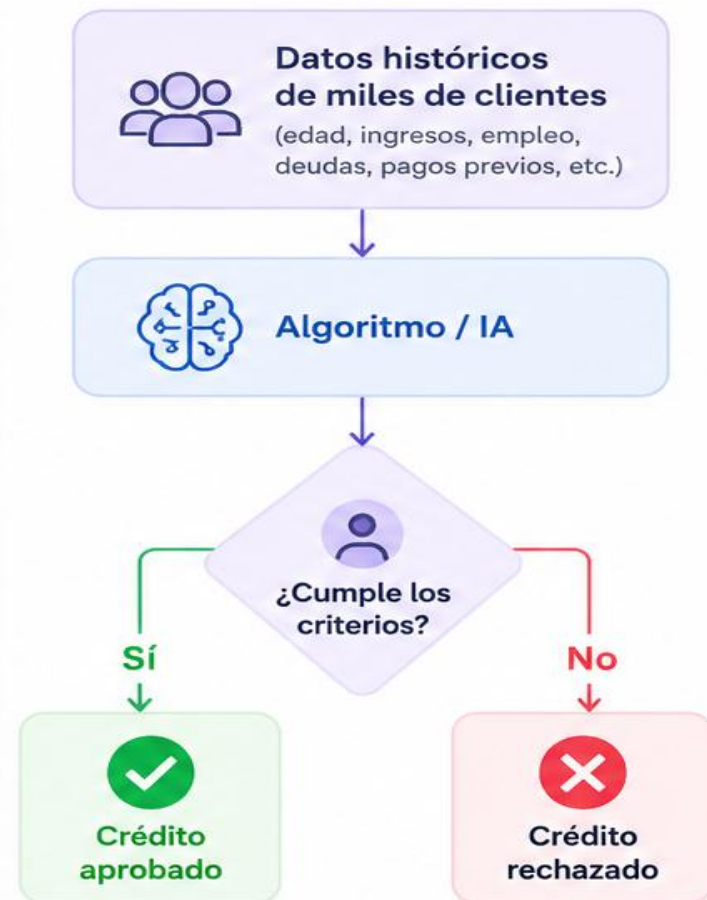 Datos históricos
de miles de clientes
(edad, ingresos, empleo,
deudas, pagos previos, etc.)
Algoritmo / IA
¿Cumple los
criterios?
Sí
No
Crédito
aprobado
Crédito
rechazado